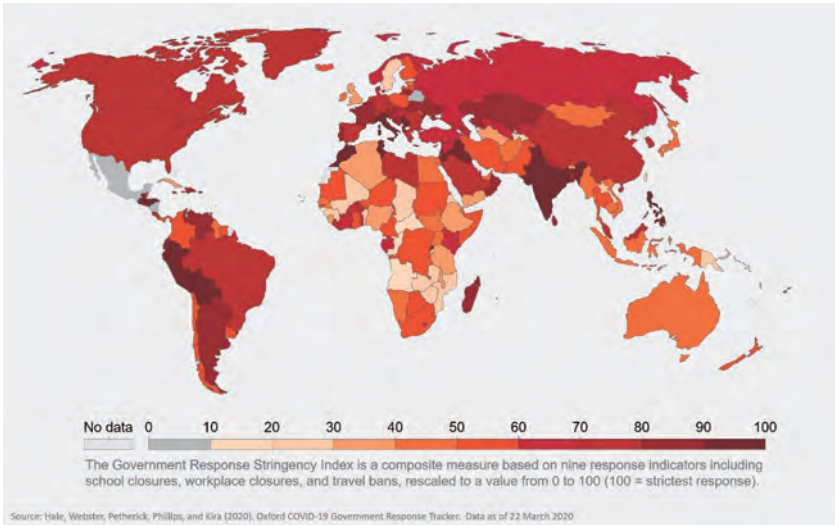 No data 0 10 20 30 40 50 60 70 80 90 100
The Government Response Stringency Index is a composite measure based on nine response indicators including
school closures, workplace closures, and travel bans, rescaled to a value from 0 to 100 (100 = strictest response).
Source: Hale, Webster, Petherick, Phillips, and Kira (2020). Oxford COVID-19 Government Response Tracker. Data as of 22 March 2020